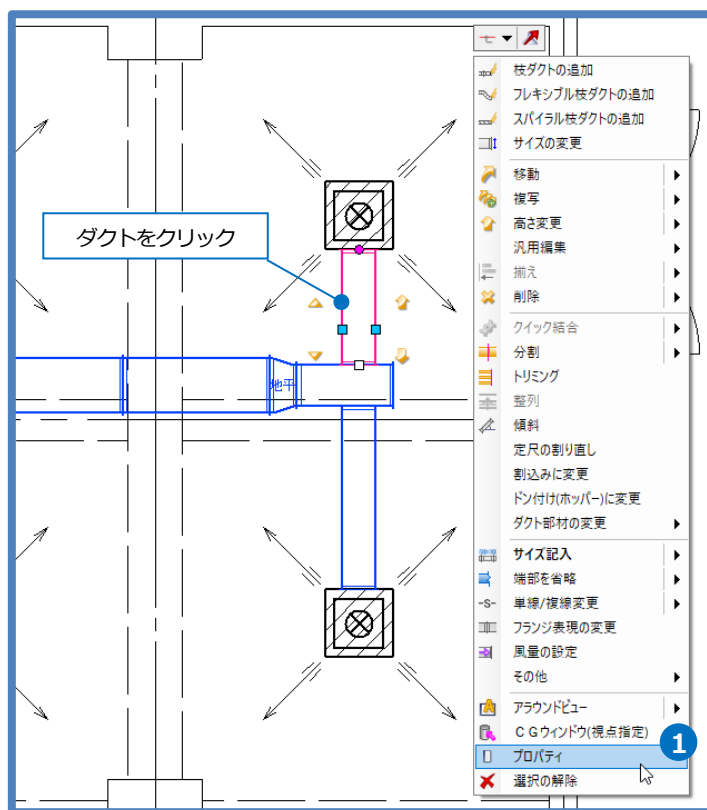 枝ダクトの追加
フレキシブル枝ダクトの追加
スパイラル枝ダクトの追加
サイズの変更
移動
複写
高さ変更
汎用編集
揃え
削除
クイック結合
分割
トリミング
整列
傾斜
定尺の割り直し
割込みに変更
ドン付け(ホッパー)に変更
ダクト部材の変更
サイズ記入
端部を省略
-S- 単線/複線変更
フランジ表現の変更
風量の設定
その他
アラウンドビュー
ＣＧウィンドウ(視点指定)
1
プロパティ
選択の解除
ダクトをクリック
地平